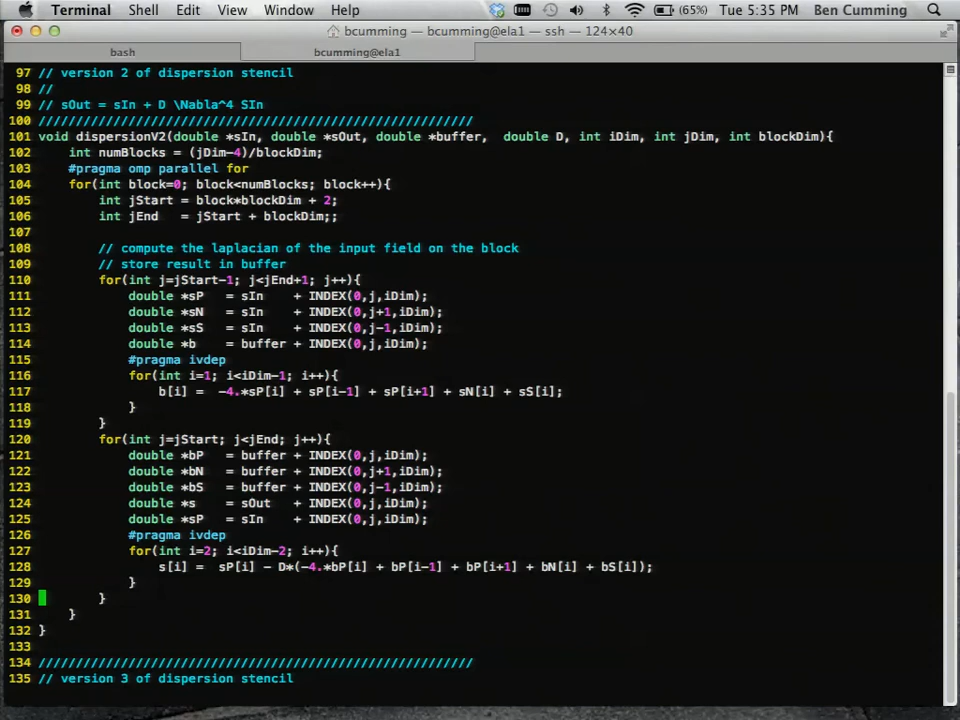 Terminal Shell Edit View Window Help (65%) Tue 5:35 PM Ben Cumming
bcumming — bcumming@ela1 — ssh — 124×40
bash bcumming@ela1
97 // version 2 of dispersion stencil
98 //
99 // sOut = sIn + D \Nabla^4 SIn
100 //////////////////////////////////////////////////////////
101 void dispersionV2(double *sIn, double *sOut, double *buffer,  double D, int iDim, int jDim, int blockDim){
102     int numBlocks = (jDim-4)/blockDim;
103     #pragma omp parallel for
104     for(int block=0; block<numBlocks; block++){
105         int jStart = block*blockDim + 2;
106         int jEnd   = jStart + blockDim;;
107
108         // compute the laplacian of the input field on the block
109         // store result in buffer
110         for(int j=jStart-1; j<jEnd+1; j++){
111             double *sP   = sIn    + INDEX(0,j,iDim);
112             double *sN   = sIn    + INDEX(0,j+1,iDim);
113             double *sS   = sIn    + INDEX(0,j-1,iDim);
114             double *b    = buffer + INDEX(0,j,iDim);
115             #pragma ivdep
116             for(int i=1; i<iDim-1; i++){
117                 b[i] =  -4.*sP[i] + sP[i-1] + sP[i+1] + sN[i] + sS[i];
118             }
119         }
120         for(int j=jStart; j<jEnd; j++){
121             double *bP   = buffer + INDEX(0,j,iDim);
122             double *bN   = buffer + INDEX(0,j+1,iDim);
123             double *bS   = buffer + INDEX(0,j-1,iDim);
124             double *s    = sOut   + INDEX(0,j,iDim);
125             double *sP   = sIn    + INDEX(0,j,iDim);
126             #pragma ivdep
127             for(int i=2; i<iDim-2; i++){
128                 s[i] =  sP[i] - D*(-4.*bP[i] + bP[i-1] + bP[i+1] + bN[i] + bS[i]);
129             }
130         }
131     }
132 }
133
134 //////////////////////////////////////////////////////////
135 // version 3 of dispersion stencil